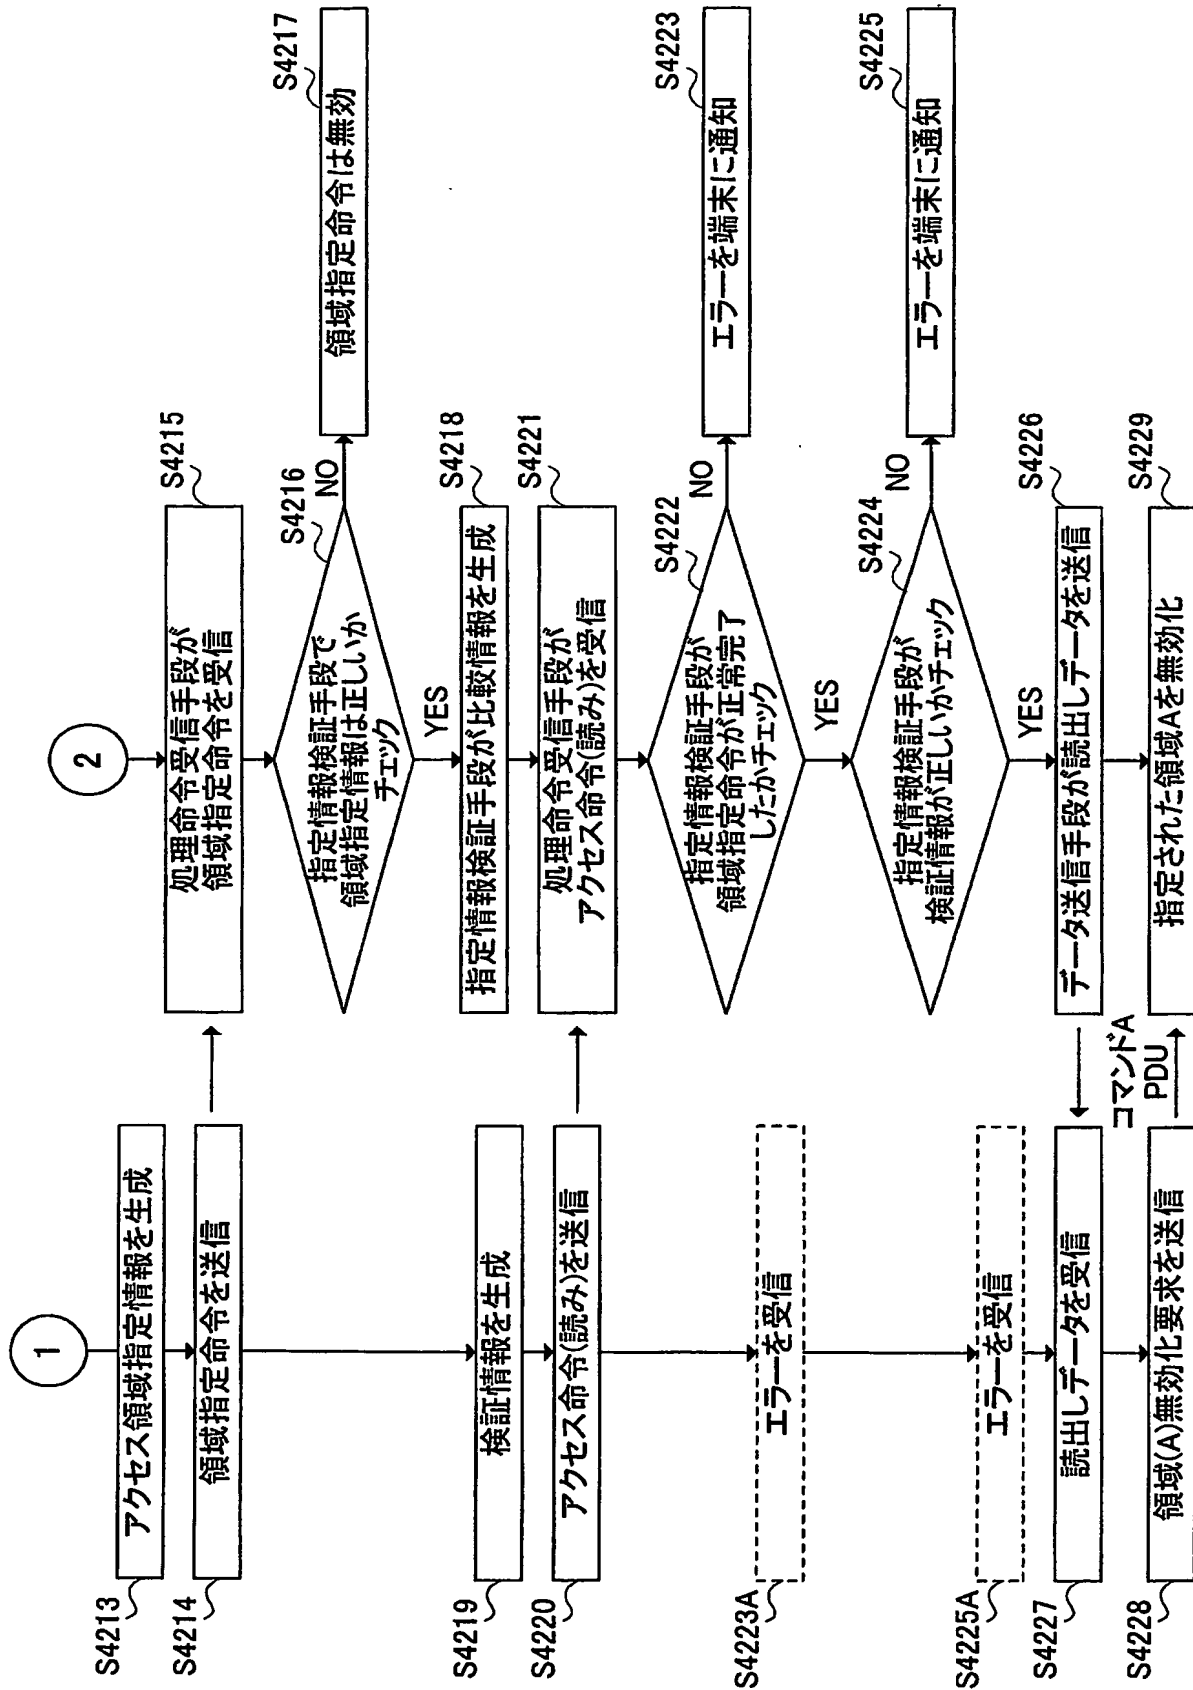 1
S4213
アクセス領域指定情報を生成
S4214
領域指定命令を送信
S4219
検証情報を生成
S4220
アクセス命令(読み)を送信
S4223A
エラーを受信
S4225A
エラーを受信
S4227
読出しデータを受信
S4228
領域(A)無効化要求を送信
コマンドA
PDU
2
S4215
処理命令受信手段が
領域指定命令を受信
S4216
指定情報検証手段で
領域指定情報は正しいか
チェック
NO
S4217
領域指定命令は無効
YES
S4218
指定情報検証手段が比較情報を生成
S4221
処理命令受信手段が
アクセス命令(読み)を受信
S4222
指定情報検証手段が
領域指定命令が正常完了
したかチェック
NO
S4223
エラーを端末に通知
YES
S4224
指定情報検証手段が
検証情報が正しいかチェック
NO
S4225
エラーを端末に通知
YES
S4226
データ送信手段が読出しデータを送信
S4229
指定された領域Aを無効化